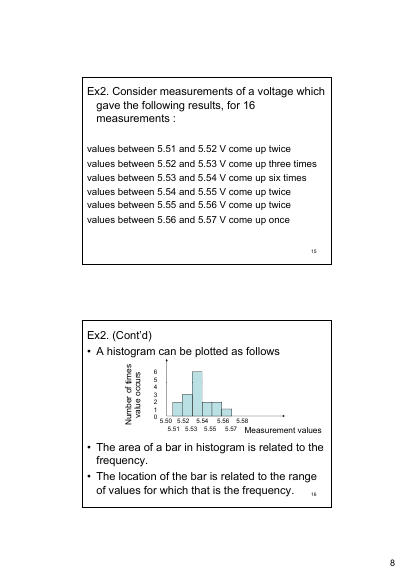 Ex2. Consider measurements of a voltage which
gave the following results, for 16
measurements :
values between 5.51 and 5.52 V come up twice
values between 5.52 and 5.53 V come up three times
values between 5.53 and 5.54 V come up six times
values between 5.54 and 5.55 V come up twice
values between 5.55 and 5.56 V come up twice
values between 5.56 and 5.57 V come up once
15
Ex2. (Cont'd)
• A histogram can be plotted as follows
Number of times
value occurs
6
5
4
3
2
1
0
5.50 5.52 5.54 5.56 5.58
5.51 5.53 5.55 5.57
Measurement values
• The area of a bar in histogram is related to the
frequency.
• The location of the bar is related to the range
of values for which that is the frequency.
16
8